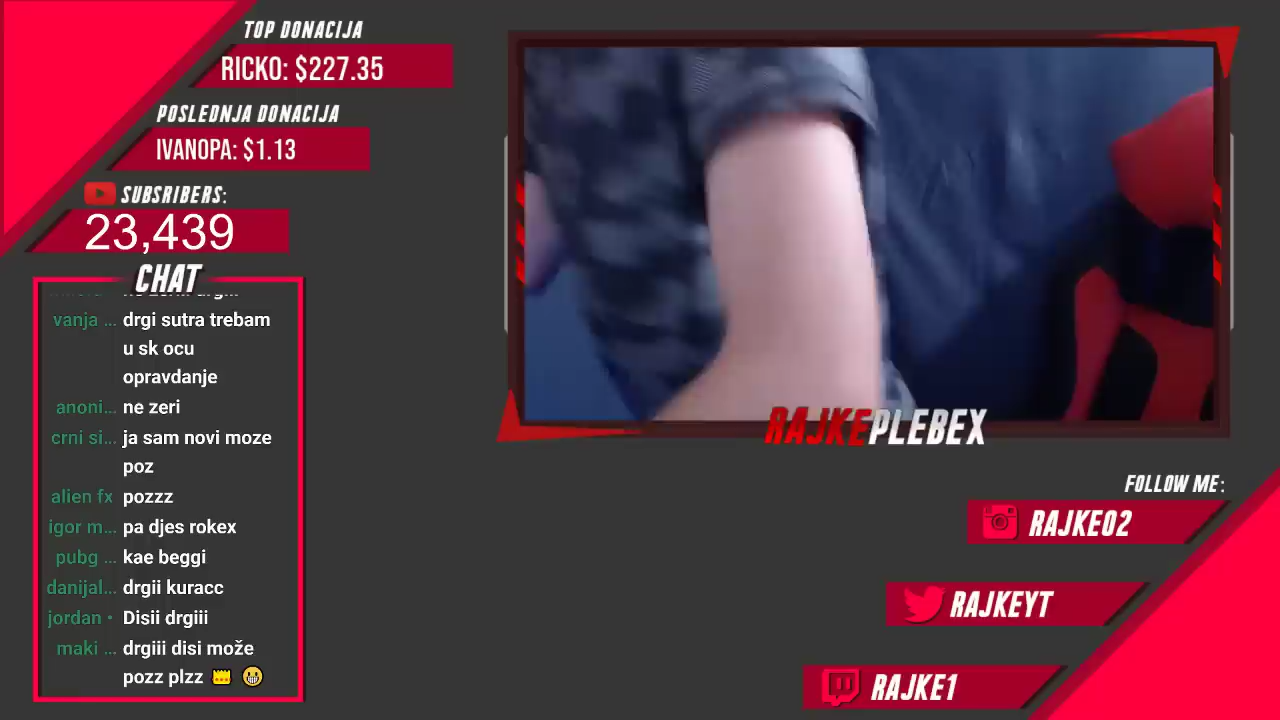 TOP DONACIJA
RICKO: $227.35
POSLEDNJA DONACIJA
IVANOPA: $1.13
SUBSRIBERS:
23,439
CHAT
vanja ... drgi sutra trebam
u sk ocu
opravdanje
anoni... ne zeri
crni si... ja sam novi moze
poz
alien fx pozzz
igor m... pa djes rokex
pubg ... kae beggi
danijal... drgii kuracc
jordan • Disii drgiii
maki ... drgiii disi može
pozz plzz
RAJKEPLEBEX
FOLLOW ME:
RAJKE02
RAJKEYT
RAJKE1